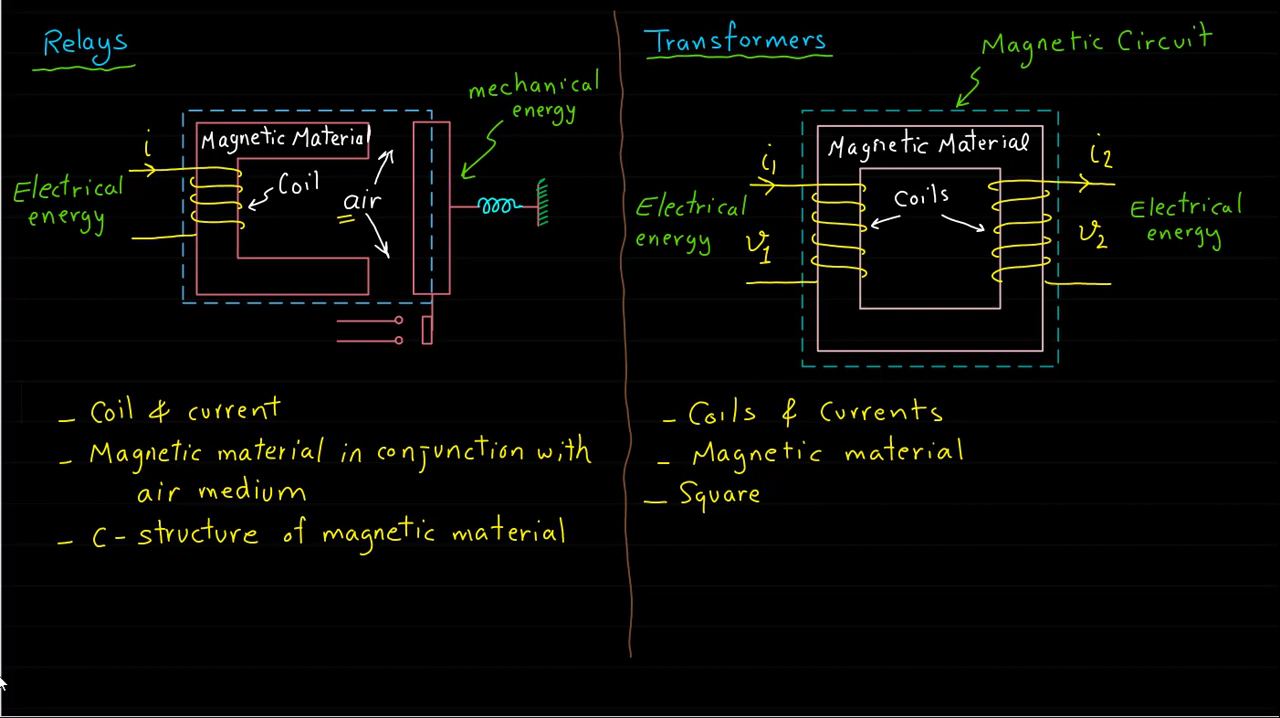 Relays
mechanical
energy
Magnetic Material
i
Coil
air
Electrical
energy
_ Coil & current
_ Magnetic material in conjunction with
air medium
_ C-structure of magnetic material
Transformers
Magnetic Circuit
Magnetic Material
i1
i2
Coils
Electrical
energy
v1
v2
Electrical
energy
_ Coils & Currents
_ Magnetic material
_ Square